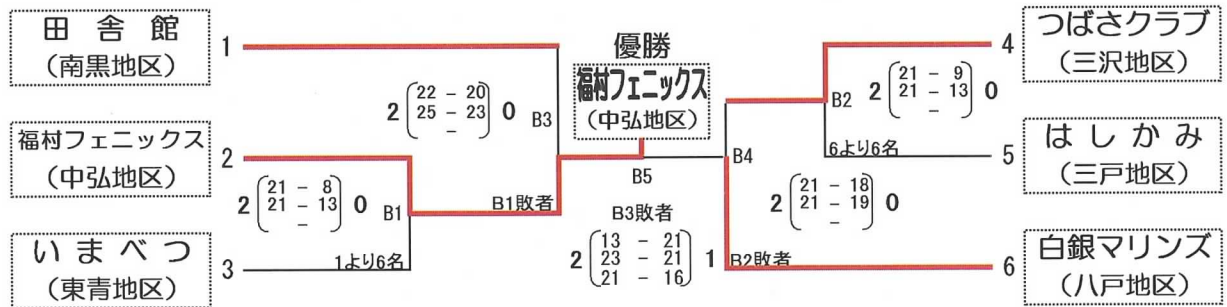 田舎館
(南黒地区)
1
福村フェニックス
(中弘地区)
2
いまべつ
(東青地区)
3
2 (22 - 20 0
25 - 23
-)
B3
2 (21 - 8 0
21 - 13
-)
B1
1より6名
B1敗者
優勝
福村フェニックス
(中弘地区)
B5
B3敗者
2 (13 - 21 1
23 - 21
21 - 16)
B4
B2
2 (21 - 9 0
21 - 13
-)
6より6名
2 (21 - 18 0
21 - 19
-)
B2敗者
4
つばさクラブ
(三沢地区)
5
はしかみ
(三戸地区)
6
白銀マリンズ
(八戸地区)